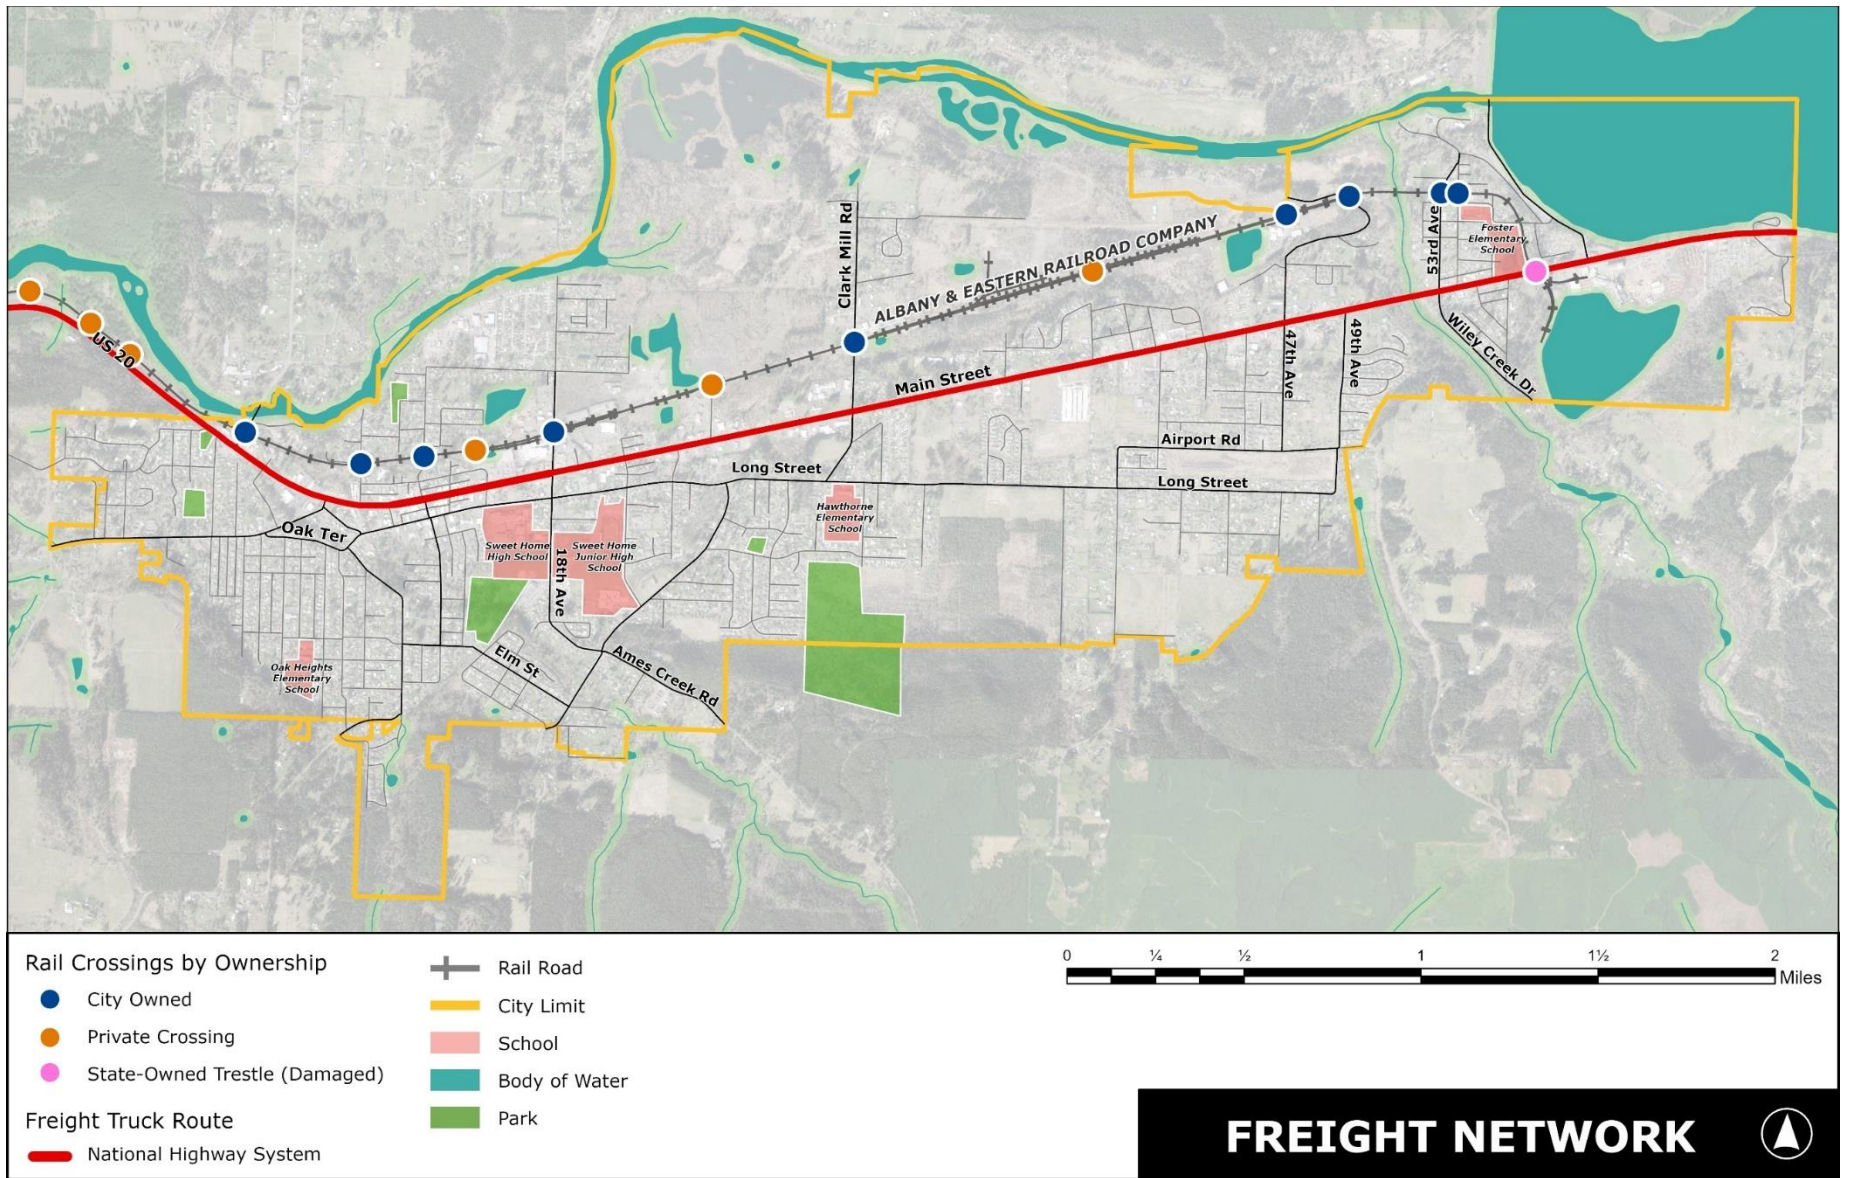 ALBANY & EASTERN RAILROAD COMPANY
Clark Mill Rd
53rd Ave
Foster
Elementary
School
US 20
Main Street
47th Ave
49th Ave
Wiley Creek Dr
Airport Rd
Long Street
Long Street
Oak Ter
Hawthorne
Elementary
School
Sweet Home
High School
18th Ave
Sweet Home
Junior High
School
Oak Heights
Elementary
School
Elm St
Ames Creek Rd
Rail Crossings by Ownership
City Owned
Private Crossing
State-Owned Trestle (Damaged)
Freight Truck Route
National Highway System
Rail Road
City Limit
School
Body of Water
Park
0 ¼ ½ 1 1½ 2
Miles
FREIGHT NETWORK